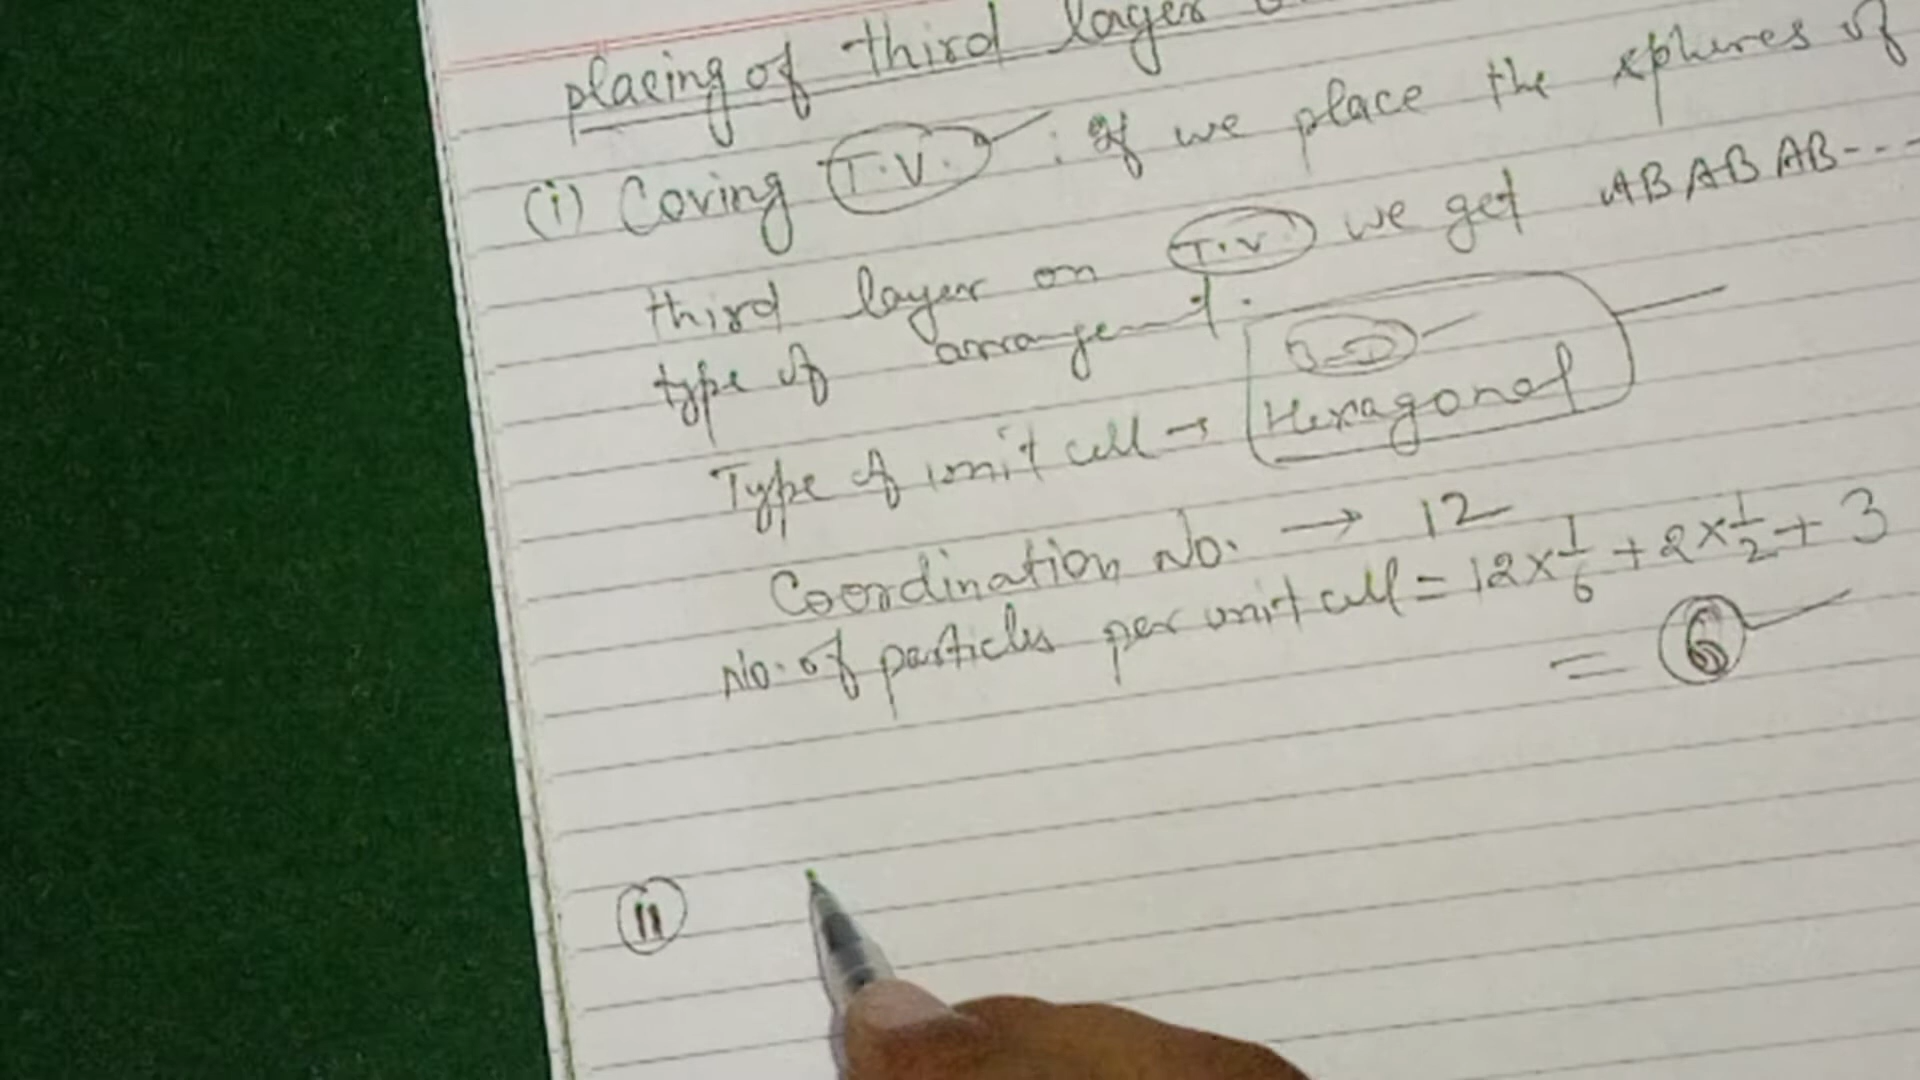 placing of third layer
(i) Coving T.V. : If we place the spheres of
third layer on T.V. we get ABABAB---
type of arrangement.
3-D
Type of unit cell → Hexagonal
Coordination No. → 12
No. of particles per unit cell = 12×1/6 + 2×1/2 + 3
= 6
ii